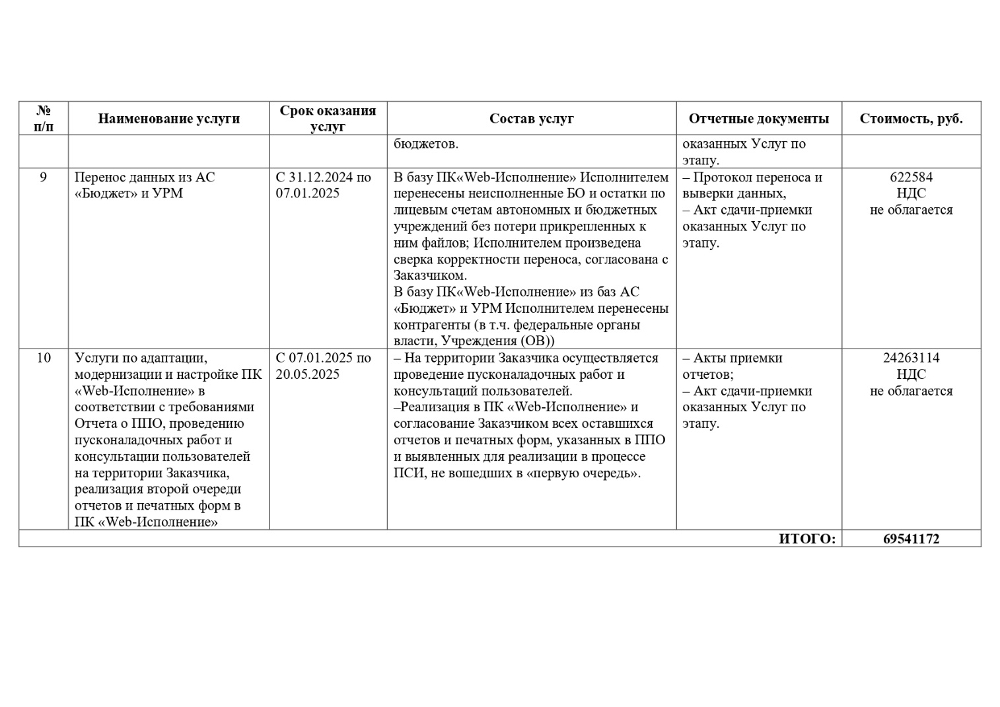 №
п/п
Наименование услуги
Срок оказания
услуг
Состав услуг
Отчетные документы
Стоимость, руб.
бюджетов.
оказанных Услуг по
этапу.
9
Перенос данных из АС
«Бюджет» и УРМ
С 31.12.2024 по
07.01.2025
В базу ПК«Web-Исполнение» Исполнителем
перенесены неисполненные БО и остатки по
лицевым счетам автономных и бюджетных
учреждений без потери прикрепленных к
ним файлов; Исполнителем произведена
сверка корректности переноса, согласована с
Заказчиком.
В базу ПК«Web-Исполнение» из баз АС
«Бюджет» и УРМ Исполнителем перенесены
контрагенты (в т.ч. федеральные органы
власти, Учреждения (ОВ))
– Протокол переноса и
выверки данных,
– Акт сдачи-приемки
оказанных Услуг по
этапу.
622584
НДС
не облагается
10
Услуги по адаптации,
модернизации и настройке ПК
«Web-Исполнение» в
соответствии с требованиями
Отчета о ППО, проведению
пусконаладочных работ и
консультации пользователей
на территории Заказчика,
реализация второй очереди
отчетов и печатных форм в
ПК «Web-Исполнение»
С 07.01.2025 по
20.05.2025
– На территории Заказчика осуществляется
проведение пусконаладочных работ и
консультаций пользователей.
–Реализация в ПК «Web-Исполнение» и
согласование Заказчиком всех оставшихся
отчетов и печатных форм, указанных в ППО
и выявленных для реализации в процессе
ПСИ, не вошедших в «первую очередь».
– Акты приемки
отчетов;
– Акт сдачи-приемки
оказанных Услуг по
этапу.
24263114
НДС
не облагается
ИТОГО:
69541172